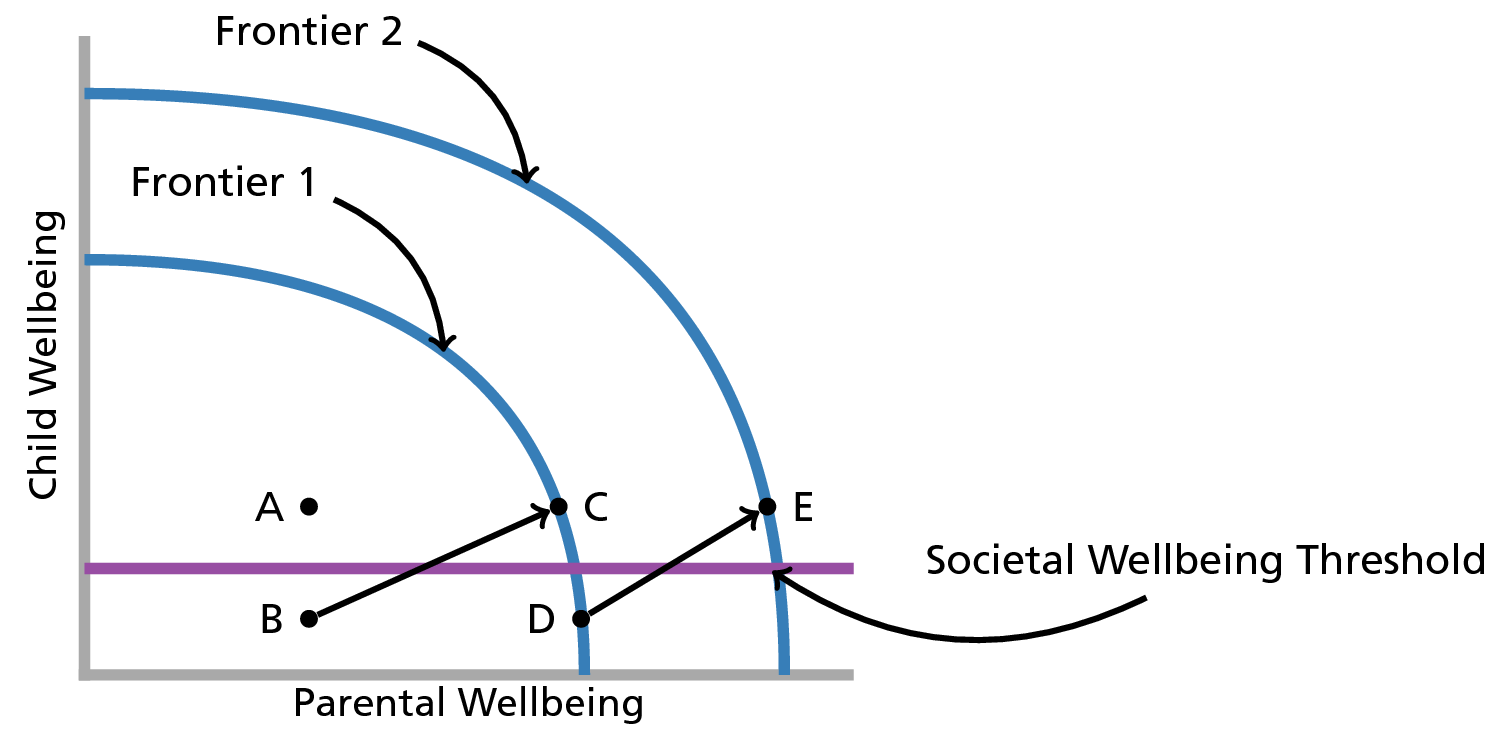 Frontier 2
Frontier 1
Child Wellbeing
A
C
E
Societal Wellbeing Threshold
B
D
Parental Wellbeing